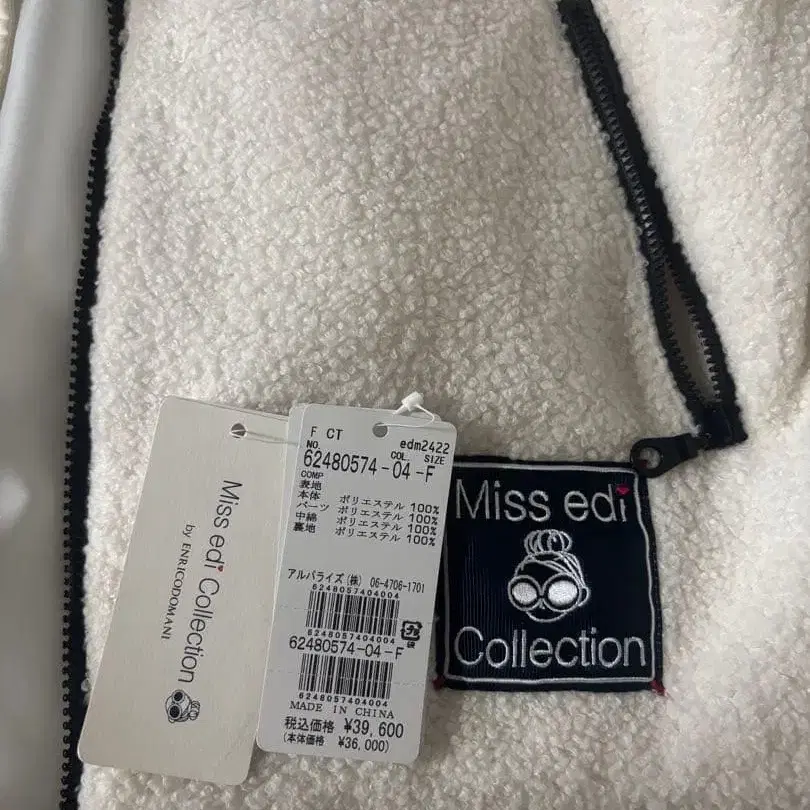 Miss edi Collection
by ENRICODOMANI
F CT
edm2422
NO. COL. SIZE
62480574-04-F
COMP
表地
本体 ポリエステル 100%
パーツ ポリエステル 100%
中綿 ポリエステル 100%
裏地 ポリエステル 100%
アルバライズ(株) 06-4706-1701
6248057404004
6248057404004
62480574-04-F
6248057404004
MADE IN CHINA
税込価格 ¥39,600
(本体価格 ¥36,000)
Miss edi
Collection